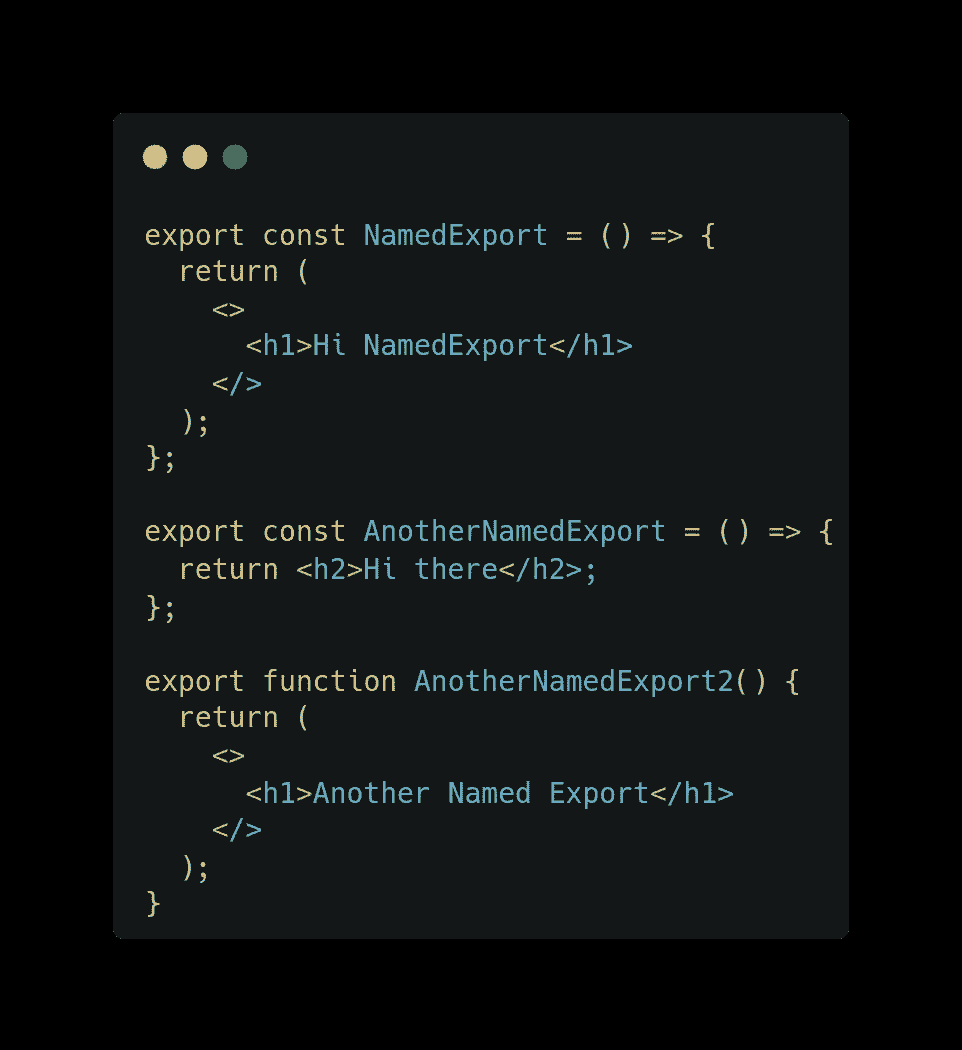 export const NamedExport = () => {
  return (
    <>
      <h1>Hi NamedExport</h1>
    </>
  );
};

export const AnotherNamedExport = () => {
  return <h2>Hi there</h2>;
};

export function AnotherNamedExport2() {
  return (
    <>
      <h1>Another Named Export</h1>
    </>
  );
}